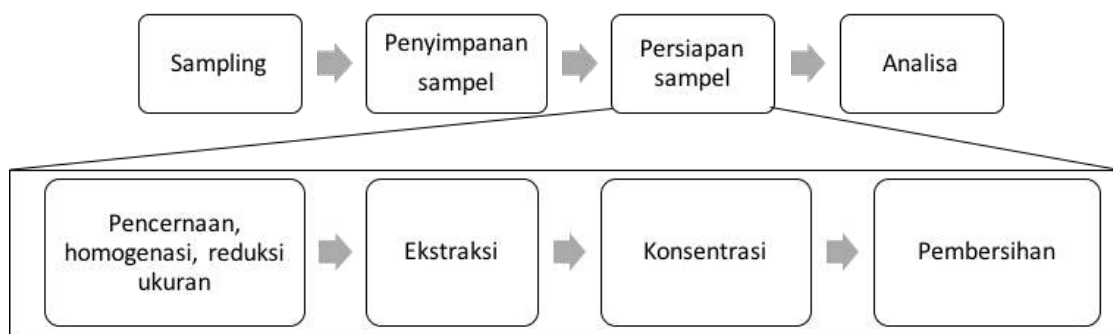 Sampling
Penyimpanan
sampel
Persiapan
sampel
Analisa
Pencernaan,
homogenasi, reduksi
ukuran
Ekstraksi
Konsentrasi
Pembersihan